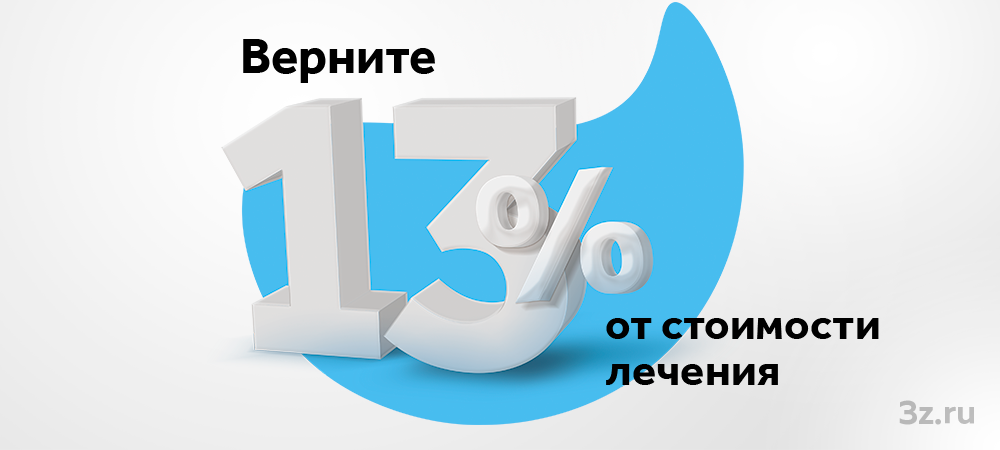 Верните
13%
от стоимости
лечения
3z.ru